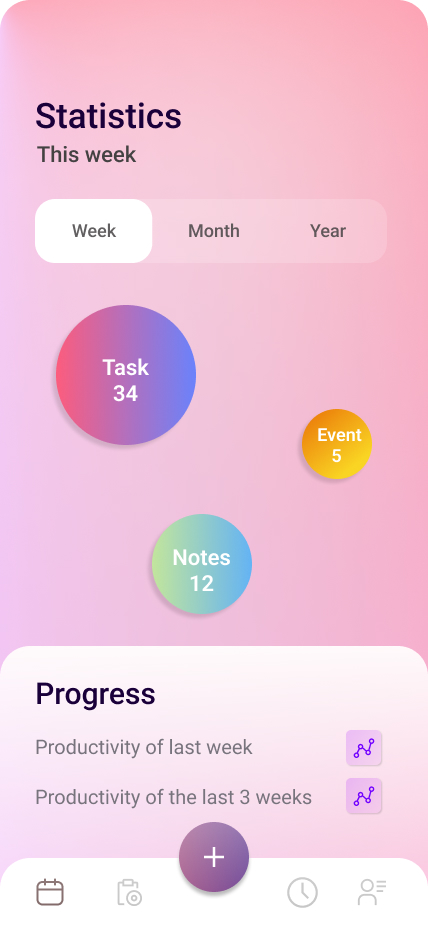 Statistics
This week
Week Month Year
Task
34
Event
5
Notes
12
Progress
Productivity of last week
Productivity of the last 3 weeks